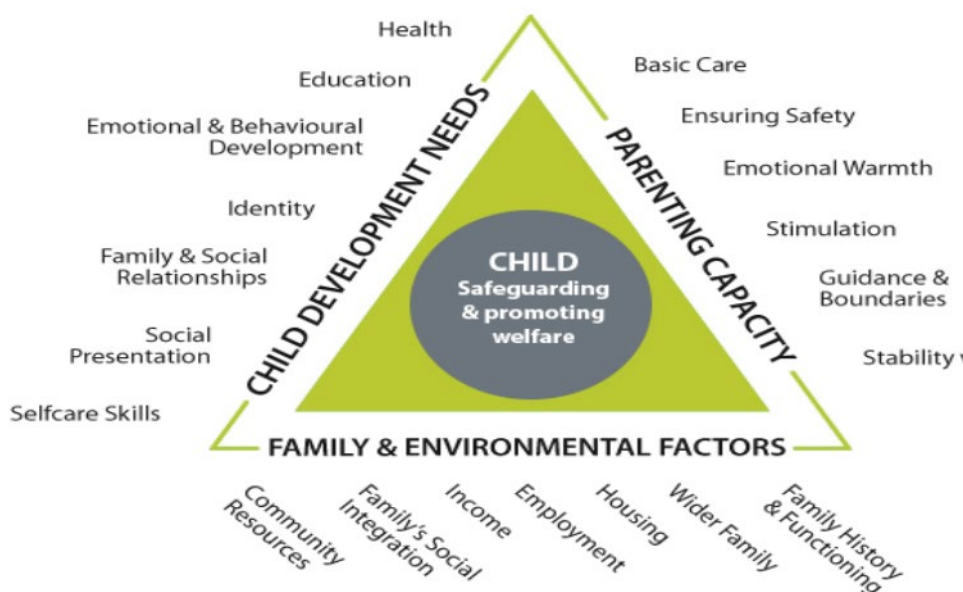 Health
Education
Emotional & Behavioural
Development
Identity
Family & Social
Relationships
Social
Presentation
Selfcare Skills
CHILD DEVELOPMENT NEEDS
CHILD
Safeguarding
& promoting
welfare
PARENTING CAPACITY
Basic Care
Ensuring Safety
Emotional Warmth
Stimulation
Guidance &
Boundaries
Stability
FAMILY & ENVIRONMENTAL FACTORS
Community
Resources
Family's Social
Integration
Income
Employment
Housing
Wider Family
Family History
& Functioning